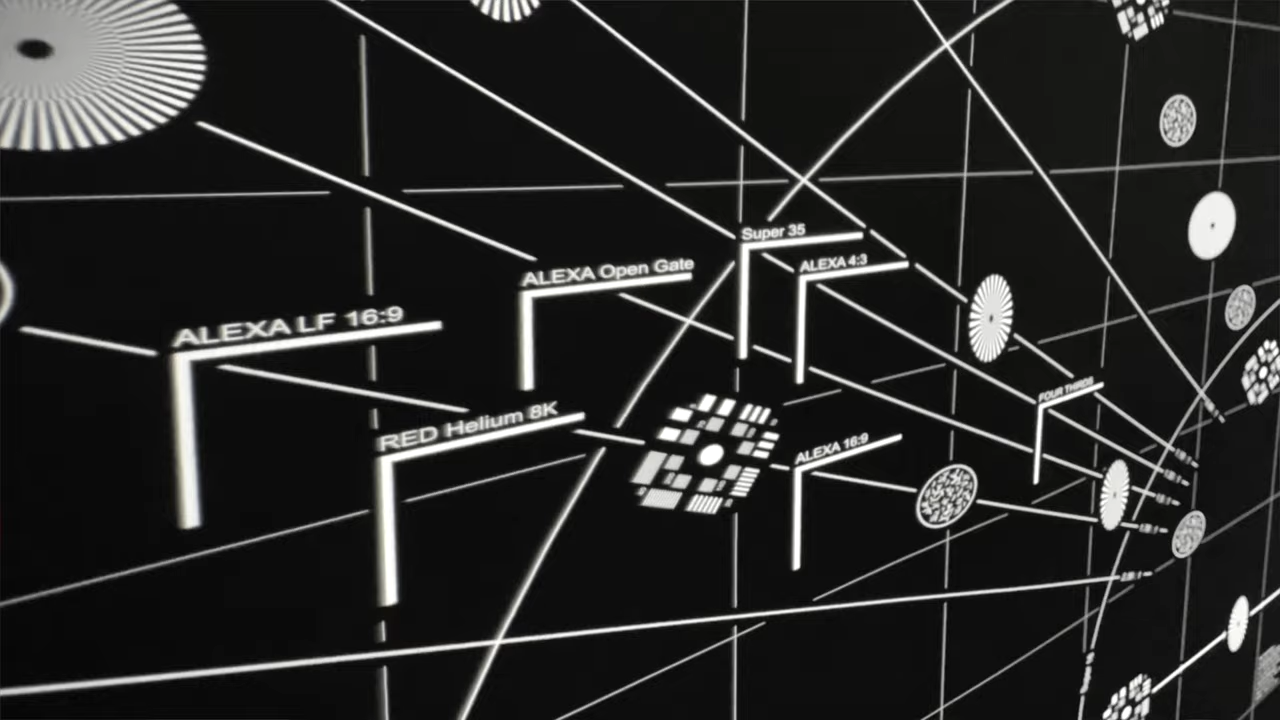 Super 35
ALEXA 4:3
ALEXA Open Gate
ALEXA LF 16:9
FOUR THIRDS
RED Helium 8K
ALEXA 16:9